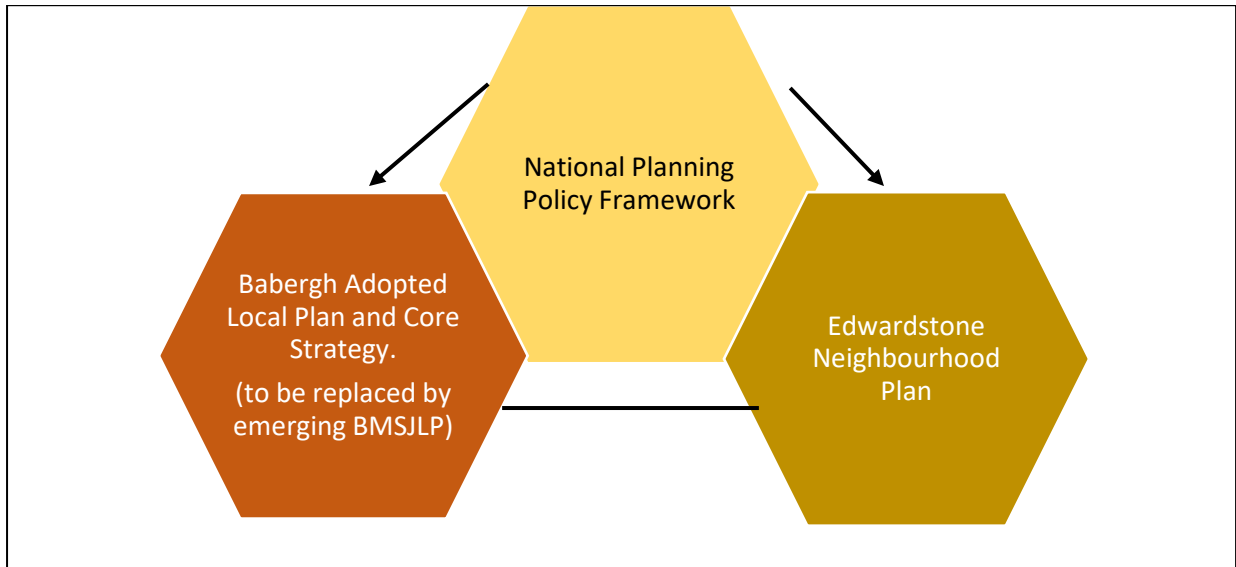 National Planning
Policy Framework
Babergh Adopted
Local Plan and Core
Strategy.
(to be replaced by
emerging BMSJLP)
Edwardstone
Neighbourhood
Plan